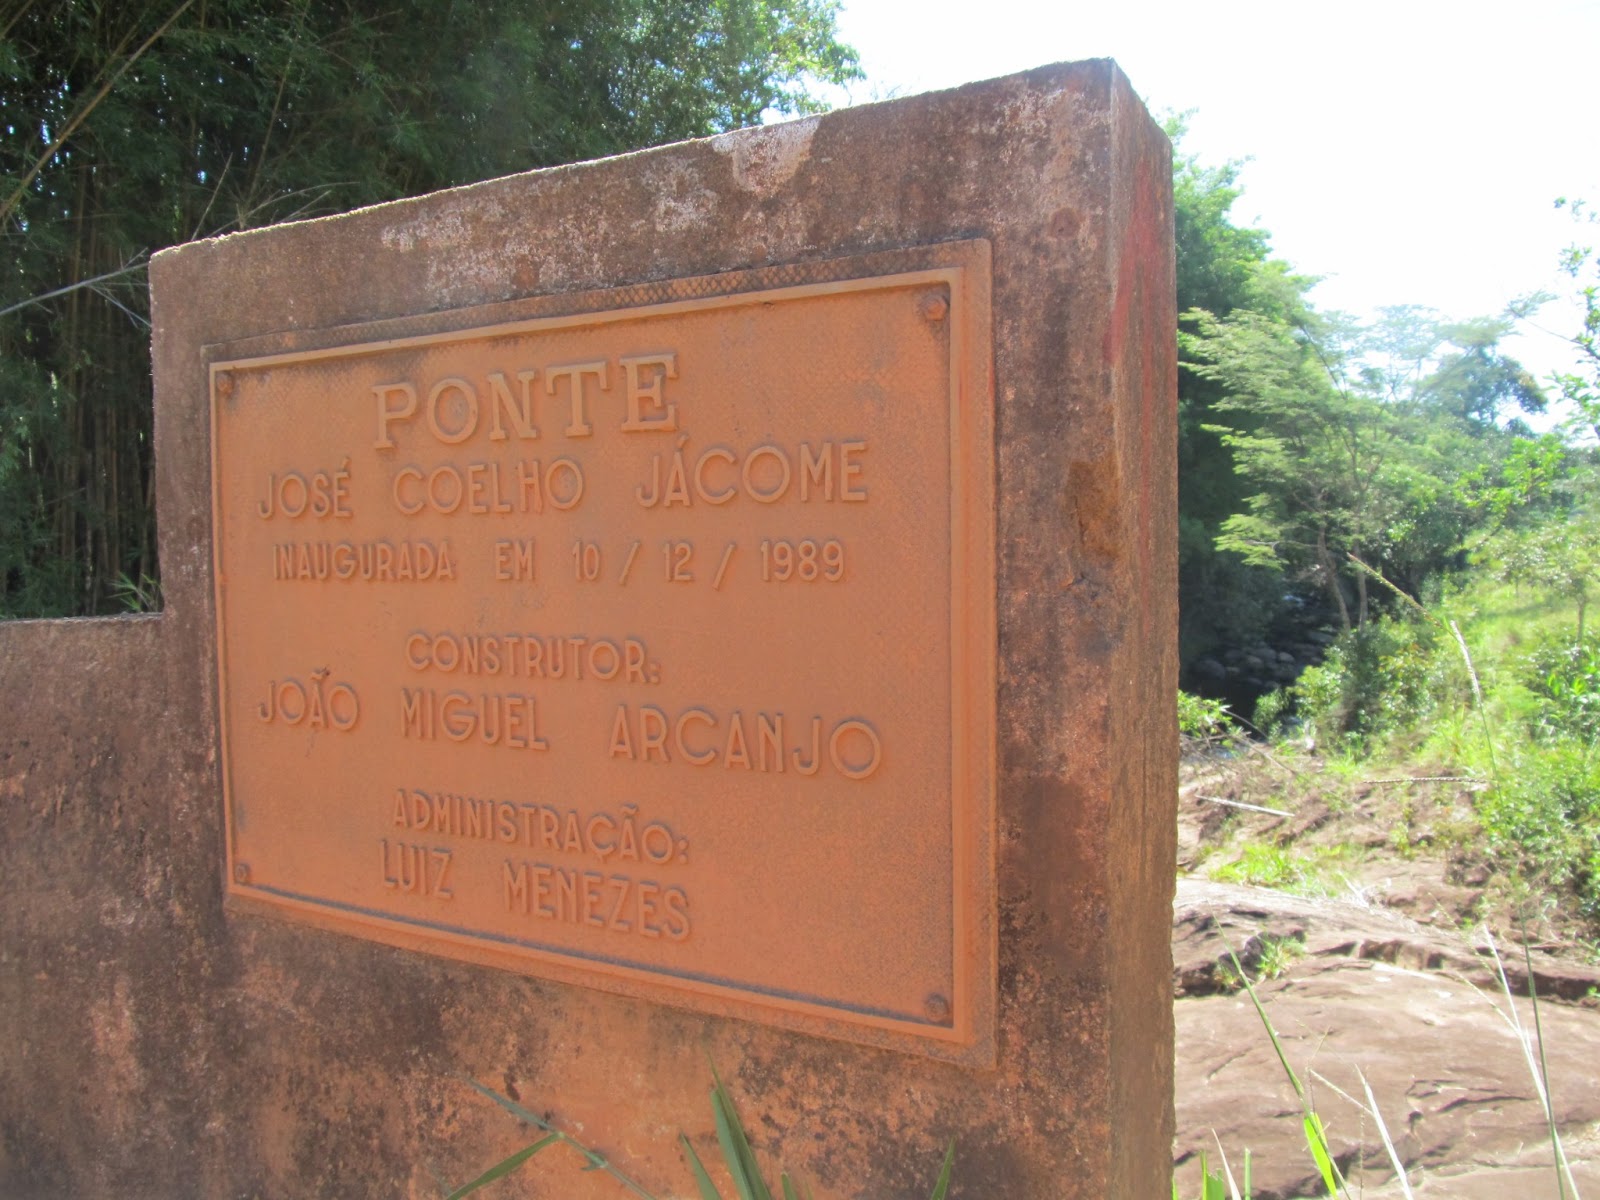 PONTE
JOSÉ COELHO JÁCOME
INAUGURADA EM 10 / 12 / 1989
CONSTRUTOR:
JOÃO MIGUEL ARCANJO
ADMINISTRAÇÃO:
LUIZ MENEZES